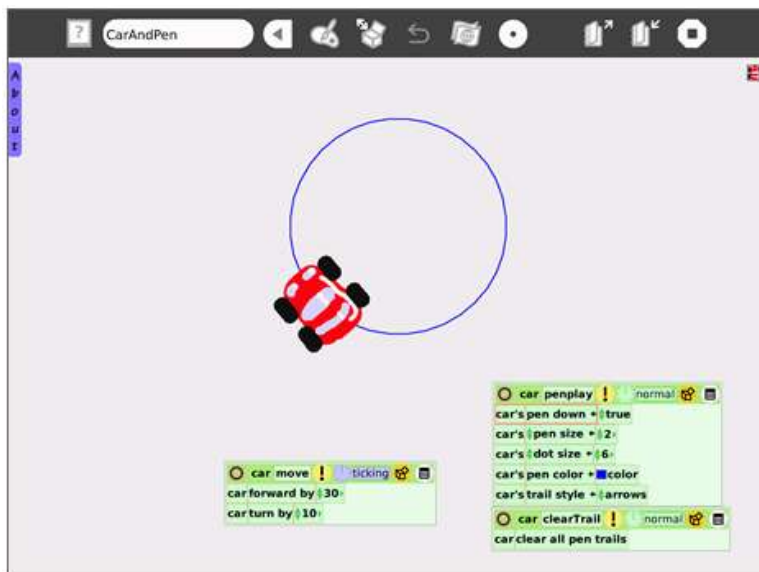 ?
CarAndPen
About
car penplay ! normal
car's pen down true
car's pen size 2
car's dot size 6
car's pen color color
car's trail style arrows
car move ! ticking
car forward by 30
car turn by 10
car clearTrail ! normal
car clear all pen trails